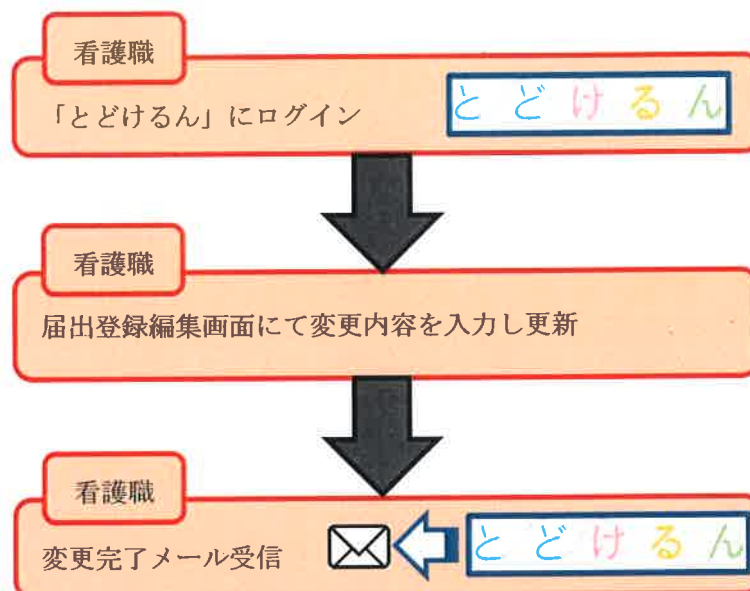 看護職
「とどけるん」にログイン
とどけるん
看護職
届出登録編集画面にて変更内容を入力し更新
看護職
変更完了メール受信
とどけるん